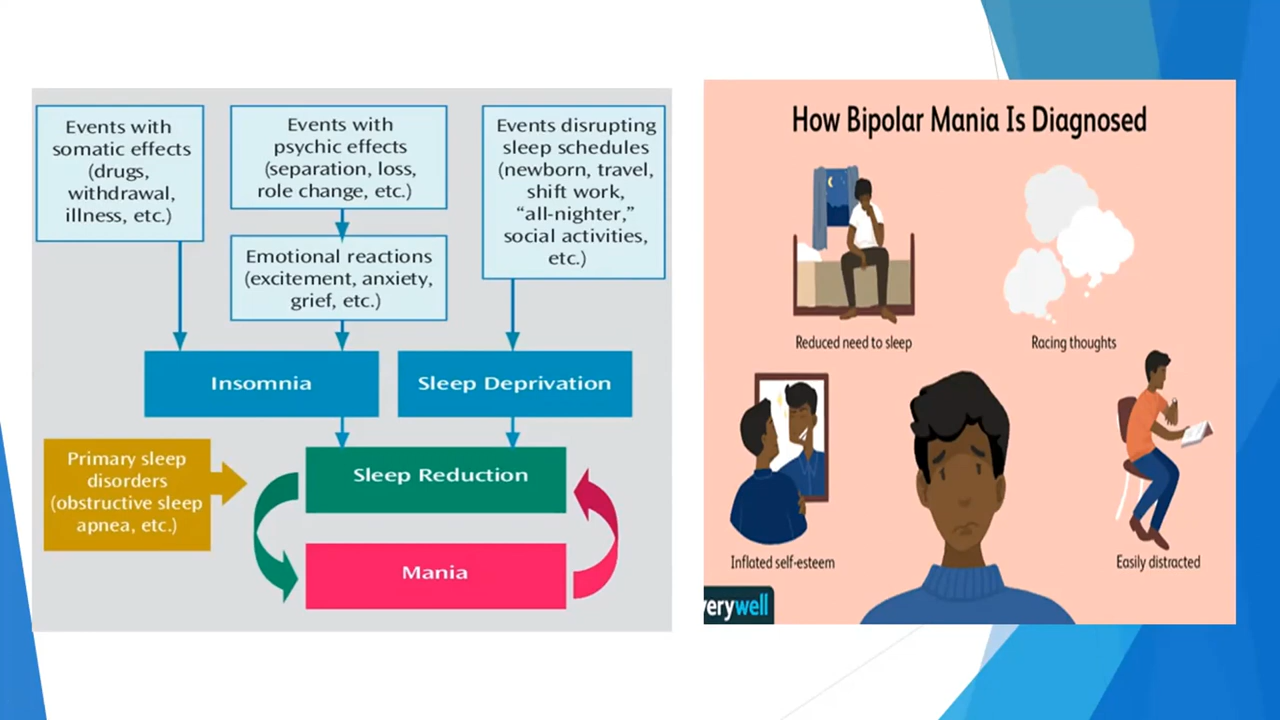 Events with
somatic effects
(drugs,
withdrawal,
illness, etc.)
Events with
psychic effects
(separation, loss,
role change, etc.)
Events disrupting
sleep schedules
(newborn, travel,
shift work,
“all-nighter,”
social activities,
etc.)
Emotional reactions
(excitement, anxiety,
grief, etc.)
Insomnia
Sleep Deprivation
Primary sleep
disorders
(obstructive sleep
apnea, etc.)
Sleep Reduction
Mania
How Bipolar Mania Is Diagnosed
Reduced need to sleep
Racing thoughts
Inflated self-esteem
Easily distracted
verywell